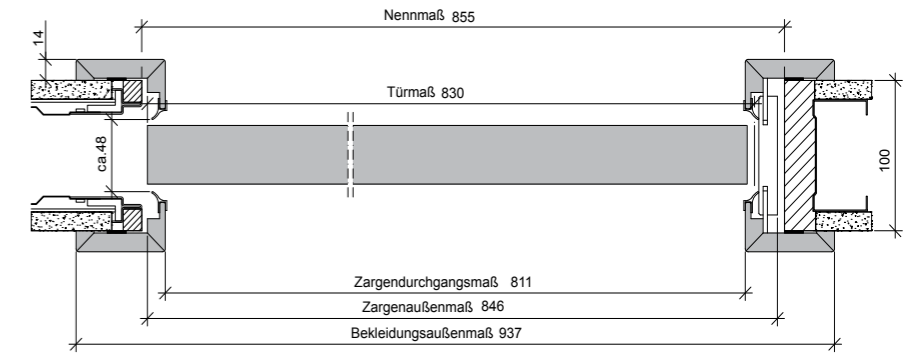 Nennmaß 855
14
Türmaß 830
ca.48
100
Zargendurchgangsmaß 811
Zargenaußenmaß 846
Bekleidungsaußenmaß 937